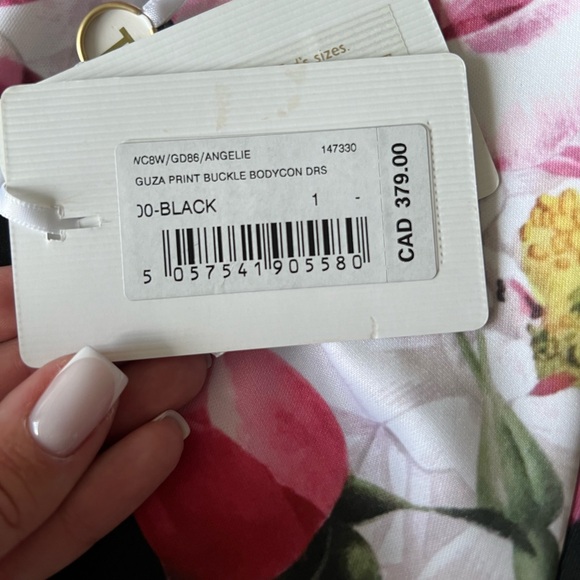 's sizes.
WC8W/GD86/ANGELIE 147330
GUZA PRINT BUCKLE BODYCON DRS
00-BLACK 1 -
CAD 379.00
5 057541 905580